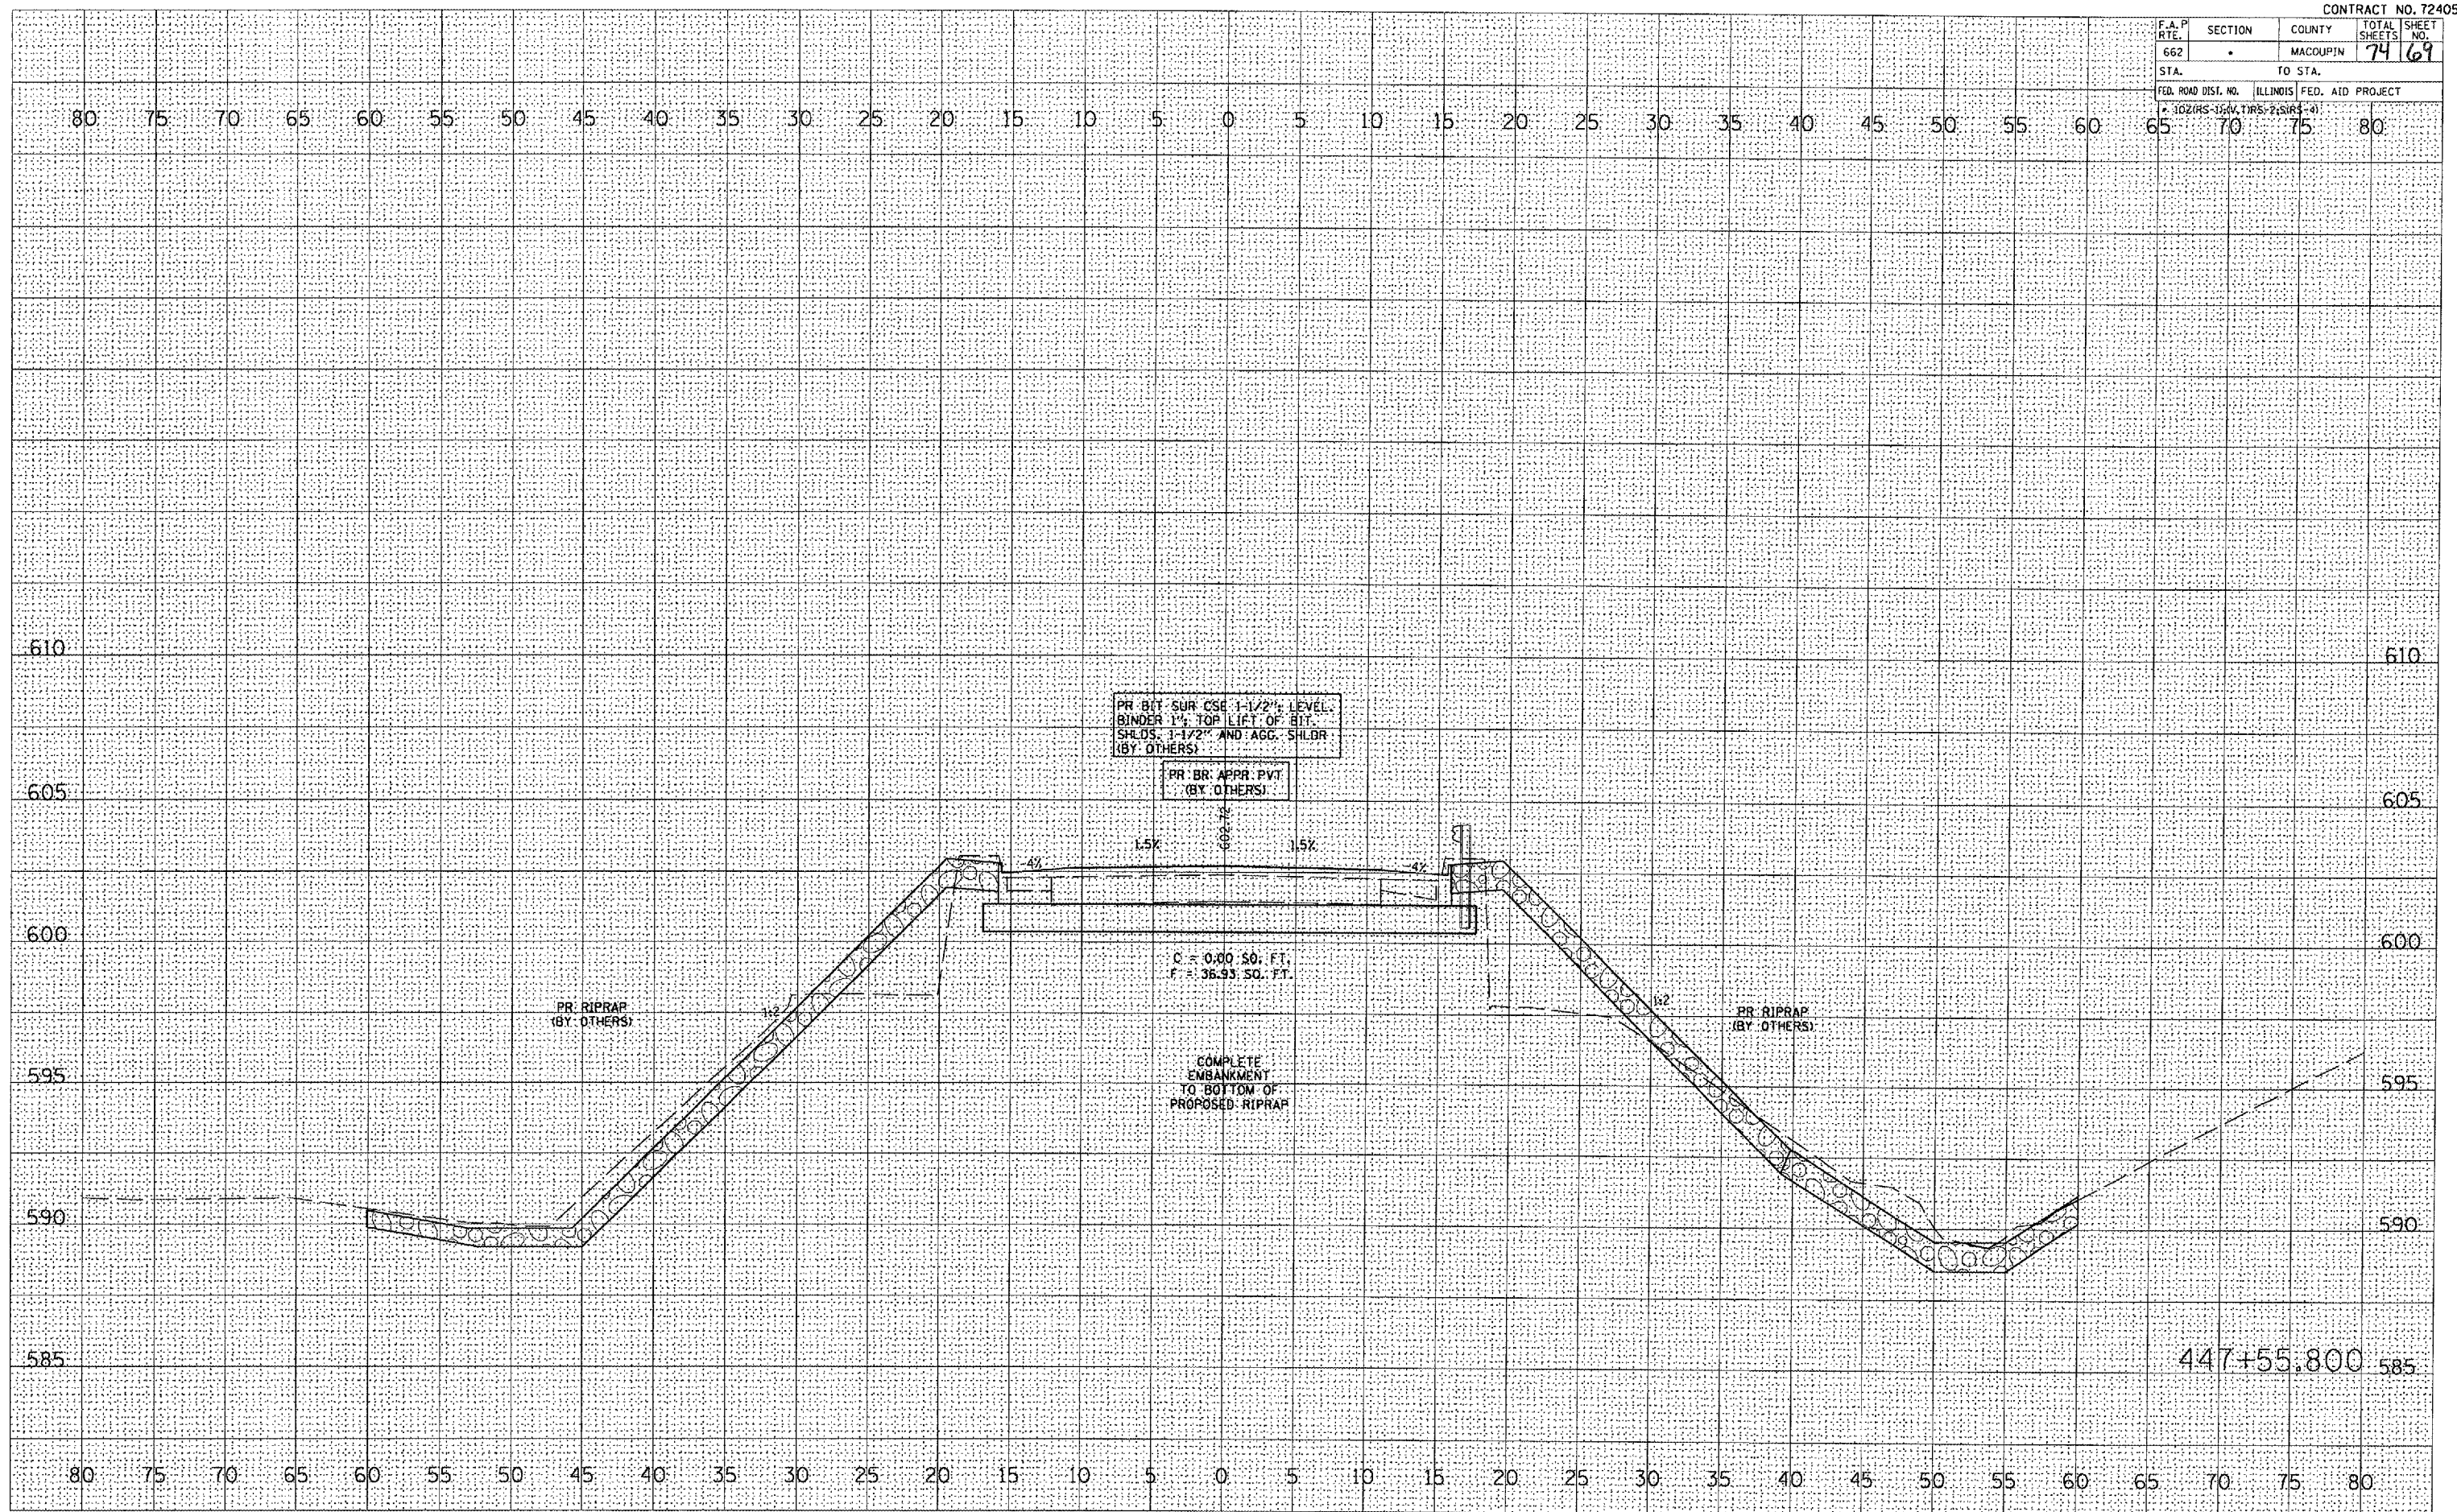 CONTRACT NO. 72405
F.A.P RTE. SECTION COUNTY TOTAL SHEETS SHEET NO.
662 • MACOUPIN 74 69
STA. TO STA.
FED. ROAD DIST. NO. ILLINOIS FED. AID PROJECT
80 75 70 65 60 55 50 45 40 35 30 25 20 15 10 5 0 5 10 15 20 25 30 35 40 45 50 55 60 65 70 75 80
610 610
PR BIT SUR CSE 1-1/2"; LEVEL.
BINDER 1"; TOP LIFT OF BIT.
SHLDS. 1-1/2" AND AGG. SHLDR
(BY OTHERS)
PR BR APPR PVT
(BY OTHERS)
605 605
602.72
1.5% 1.5%
4% 4%
600 600
C = 0.00 SQ. FT.
F = 36.93 SQ. FT.
PR RIPRAP
(BY OTHERS)
1:2
1:2
PR RIPRAP
(BY OTHERS)
COMPLETE
EMBANKMENT
TO BOTTOM OF
PROPOSED RIPRAP
595 595
590 590
585 447+55.800 585
80 75 70 65 60 55 50 45 40 35 30 25 20 15 10 5 0 5 10 15 20 25 30 35 40 45 50 55 60 65 70 75 80